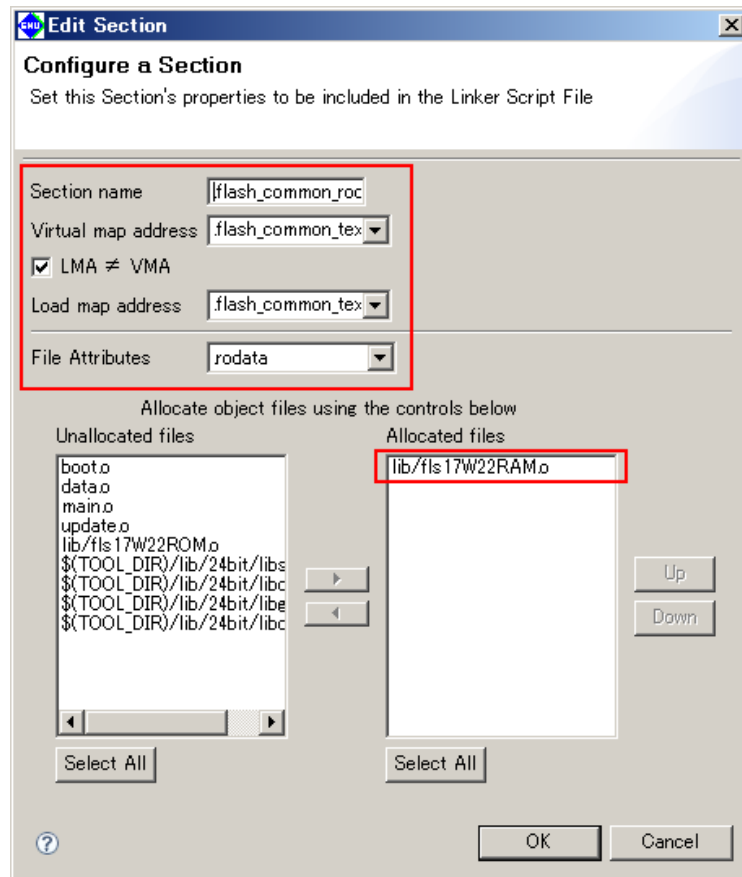 GNU Edit Section
Configure a Section
Set this Section's properties to be included in the Linker Script File
Section name .flash_common_roc
Virtual map address .flash_common_tex
LMA ≠ VMA
Load map address .flash_common_tex
File Attributes rodata
Allocate object files using the controls below
Unallocated files
boot.o
data.o
main.o
update.o
lib/fls17W22ROM.o
$(TOOL_DIR)/lib/24bit/libs
$(TOOL_DIR)/lib/24bit/libc
$(TOOL_DIR)/lib/24bit/libg
$(TOOL_DIR)/lib/24bit/libc
Select All
Allocated files
lib/fls17W22RAM.o
Select All
Up
Down
OK Cancel